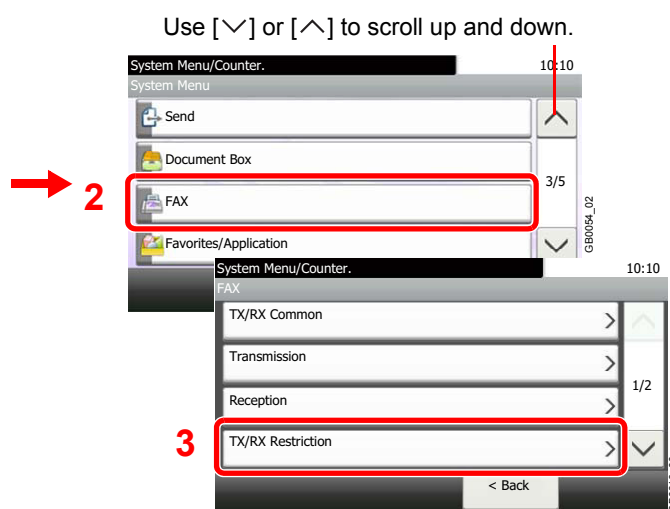 Use [∨] or [∧] to scroll up and down.
System Menu/Counter. 10:10
System Menu
Send
Document Box
3/5
2 FAX
GB0054_02
Favorites/Application
System Menu/Counter. 10:10
FAX
TX/RX Common
Transmission
1/2
Reception
3 TX/RX Restriction
< Back